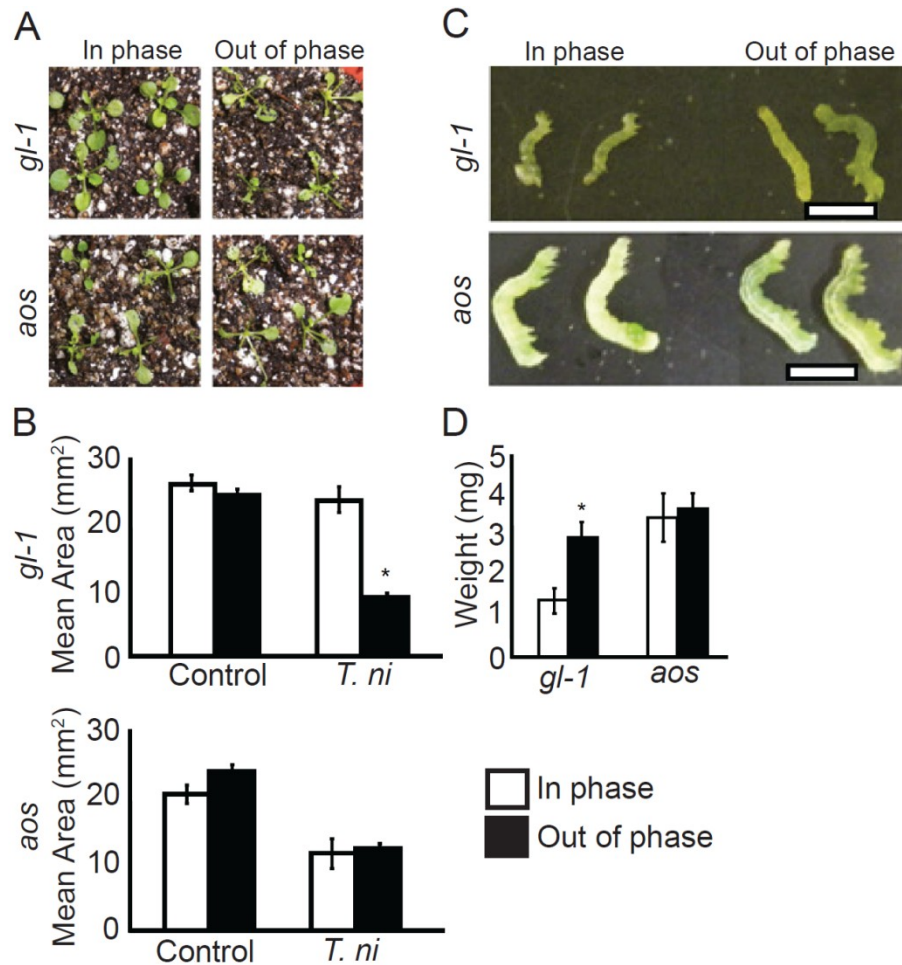 A
In phase Out of phase
gl-1
aos
B
gl-1
Mean Area (mm²)
30
20
10
0
Control T. ni
*
aos
Mean Area (mm²)
30
20
10
0
Control T. ni
C
In phase Out of phase
gl-1
aos
D
Weight (mg)
5
4
3
2
1
0
*
gl-1 aos
In phase
Out of phase